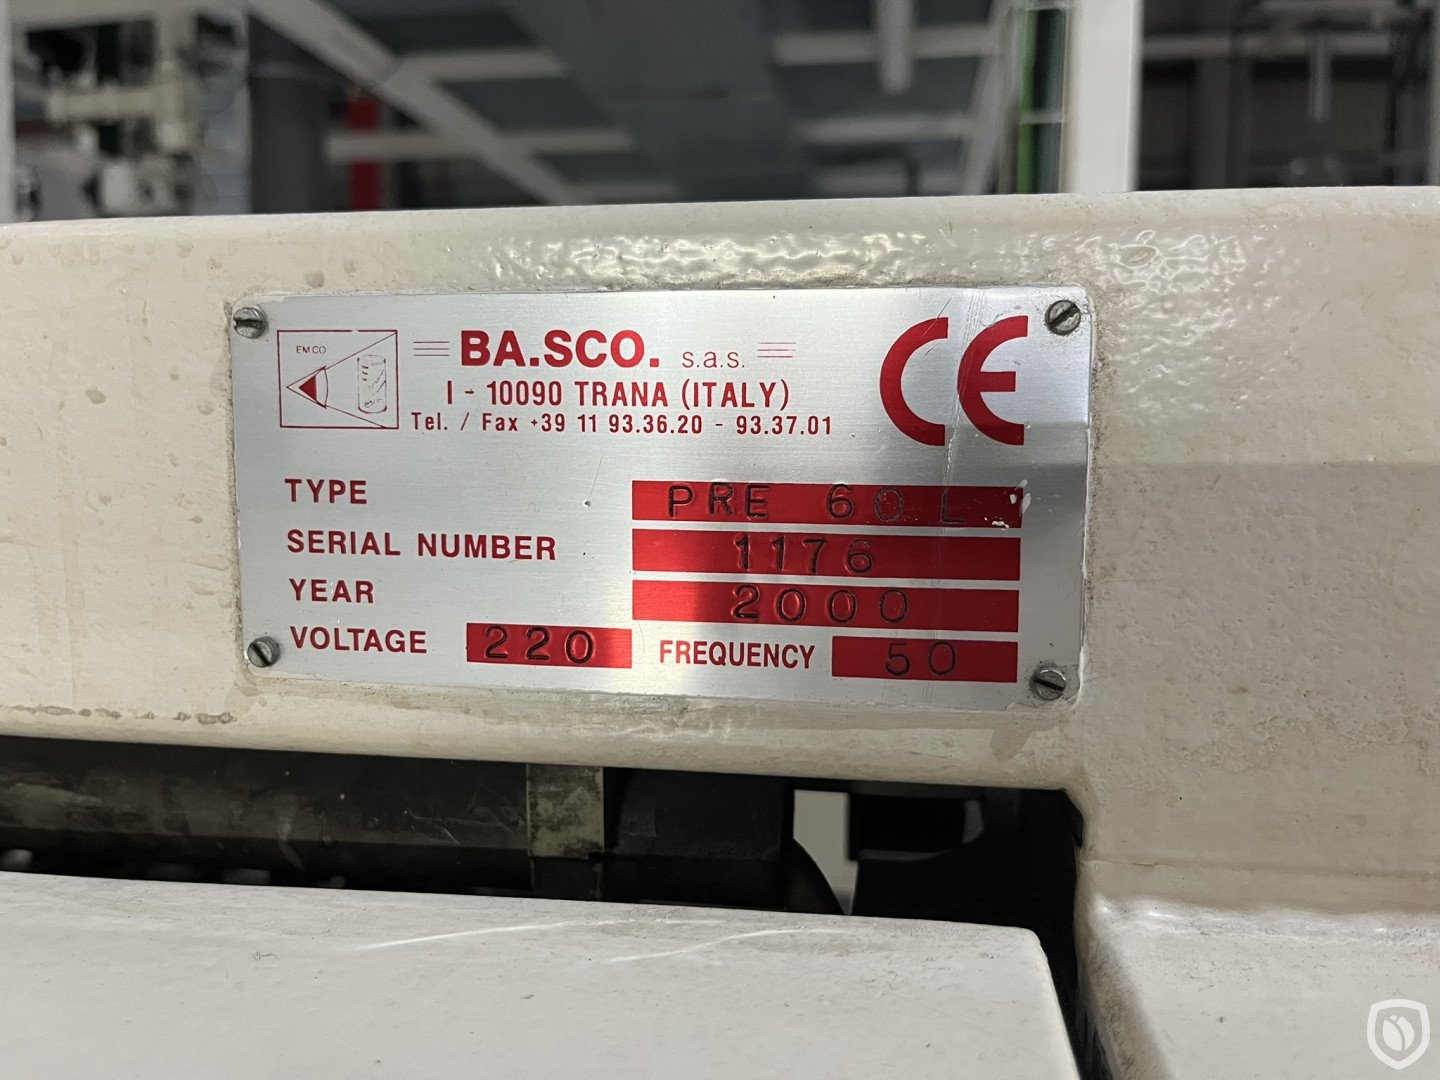 EMCO
BA.SCO. s.a.s.
I - 10090 TRANA (ITALY)
Tel. / Fax +39 11 93.36.20 - 93.37.01
CE
TYPE PRE 60 L
SERIAL NUMBER 1176
YEAR 2000
VOLTAGE 220 FREQUENCY 50